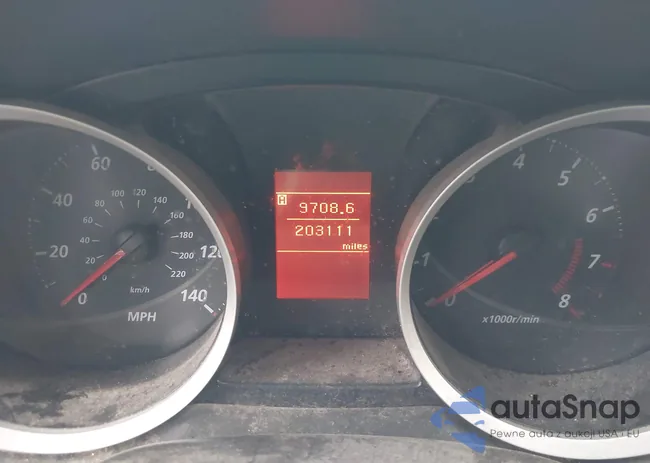 60 8
40 80 100 120 140 1
60 160
20 40 180 120
20 200
0 0 220
km/h 140
MPH
A 9708.6
203111
miles
4 5
6
1 7
0 8
x1000r/min
autaSnap
Pewne auta z aukcji USA i EU